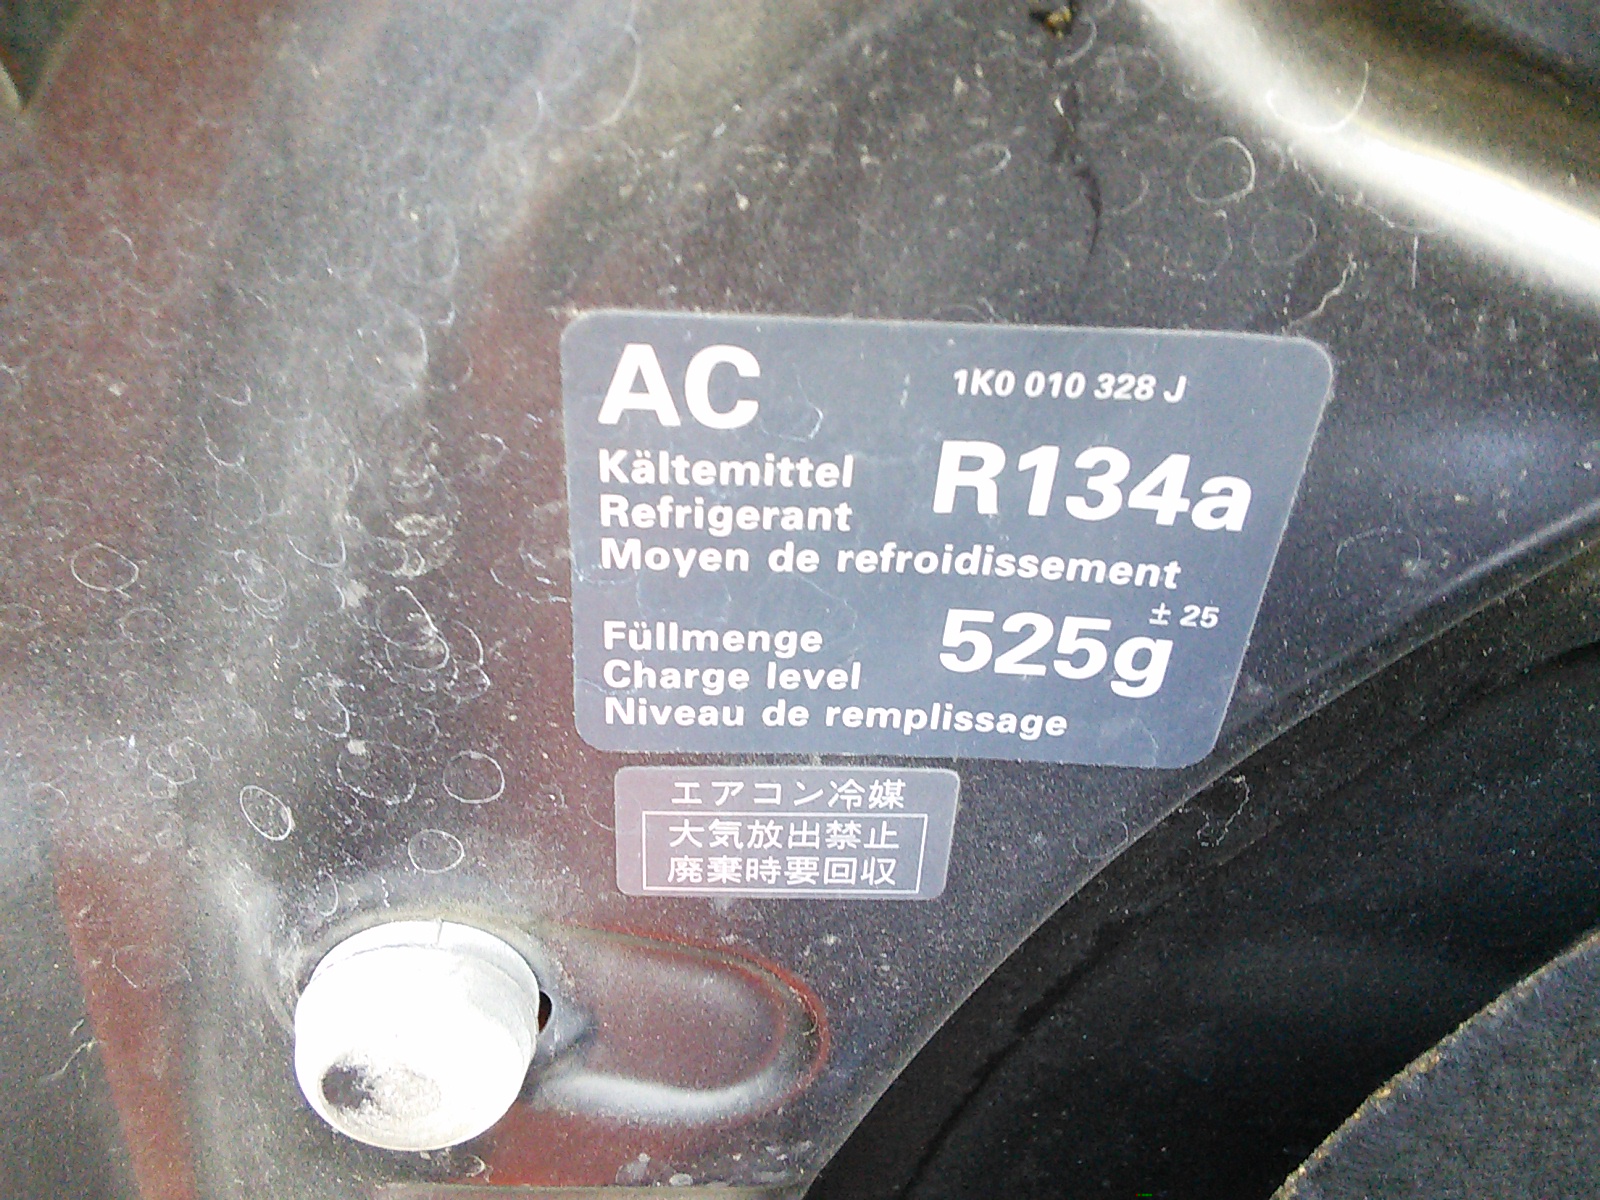 AC
1K0 010 328 J
Kältemittel
Refrigerant
Moyen de refroidissement
R134a
Füllmenge
Charge level
Niveau de remplissage
525g ± 25
エアコン冷媒
大気放出禁止
廃棄時要回収